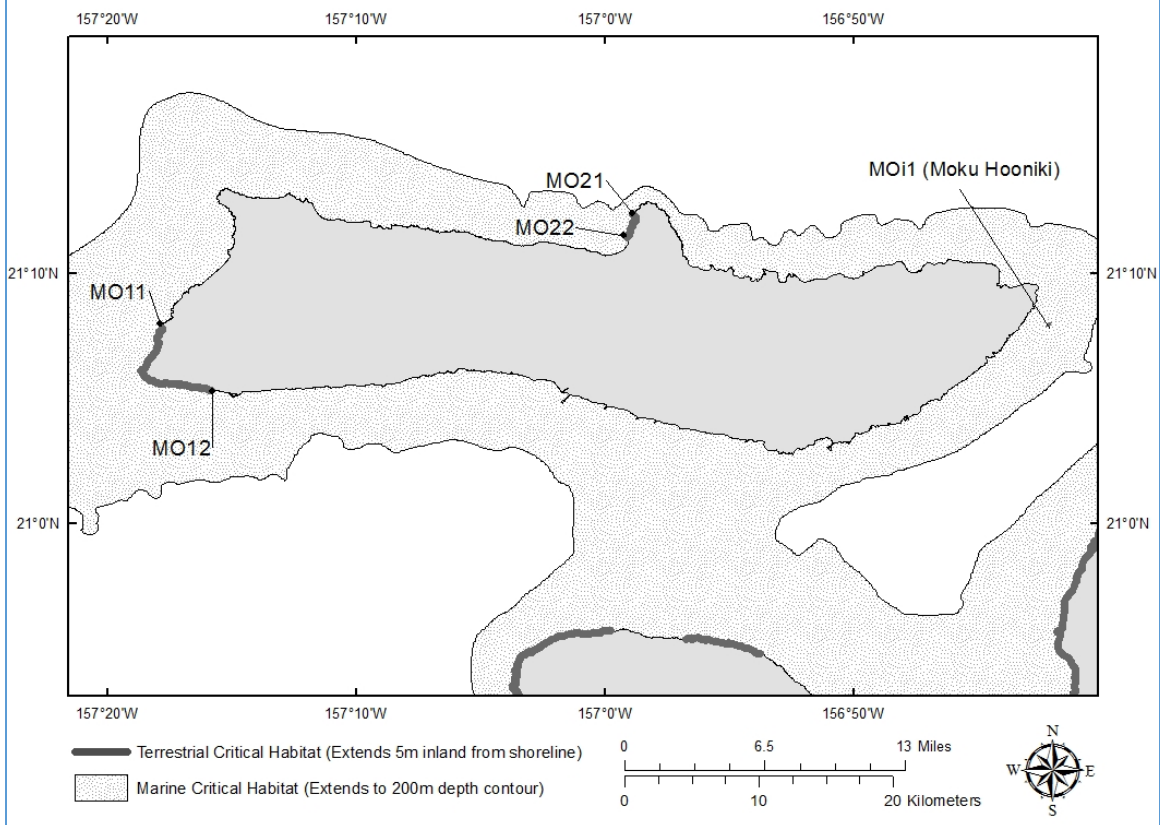 157°20'W 157°10'W 157°0'W 156°50'W
MOi1 (Moku Hooniki)
MO21
MO22
21°10'N 21°10'N
MO11
MO12
21°0'N 21°0'N
157°20'W 157°10'W 157°0'W 156°50'W
Terrestrial Critical Habitat (Extends 5m inland from shoreline)
Marine Critical Habitat (Extends to 200m depth contour)
0 6.5 13 Miles
0 10 20 Kilometers
N
W E
S